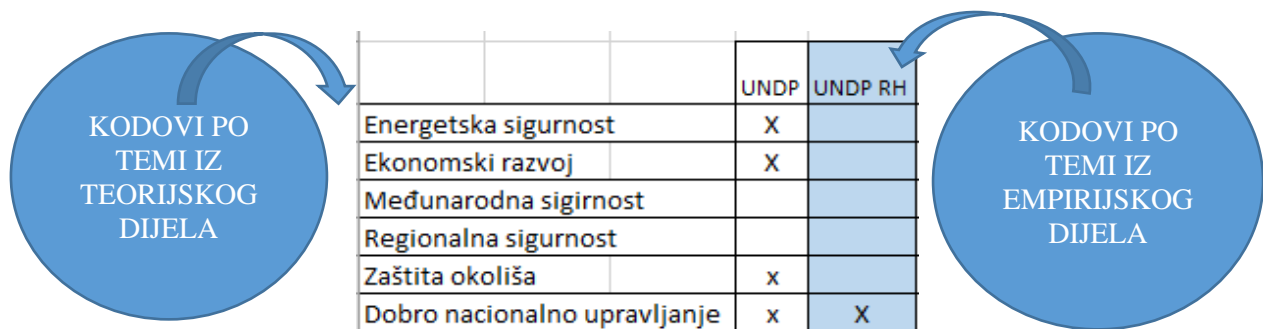 KODOVI PO
TEMI IZ
TEORIJSKOG
DIJELA
UNDP UNDP RH
Energetska sigurnost X
Ekonomski razvoj X
Međunarodna sigirnost
Regionalna sigurnost
Zaštita okoliša x
Dobro nacionalno upravljanje x X
KODOVI PO
TEMI IZ
EMPIRIJSKOG
DIJELA